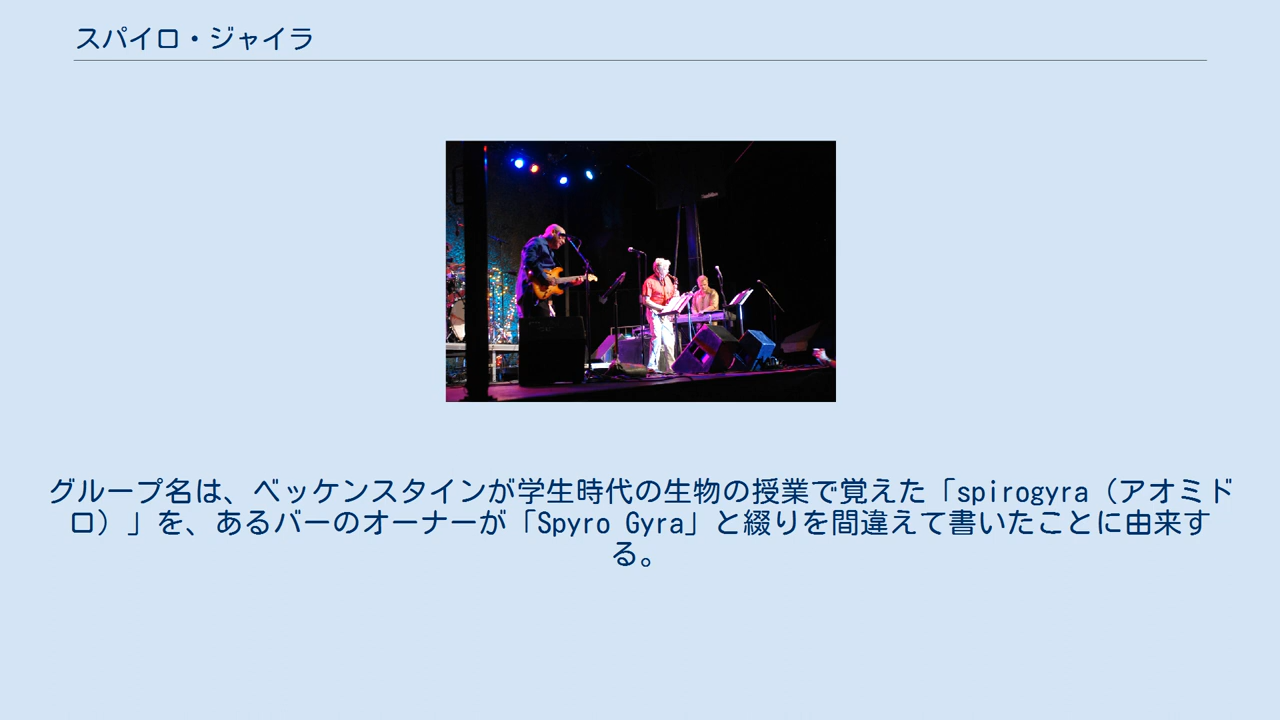 スパイロ・ジャイラ
グループ名は、ベッケンスタインが学生時代の生物の授業で覚えた「spirogyra（アオミド
ロ）」を、あるバーのオーナーが「Spyro Gyra」と綴りを間違えて書いたことに由来す
る。